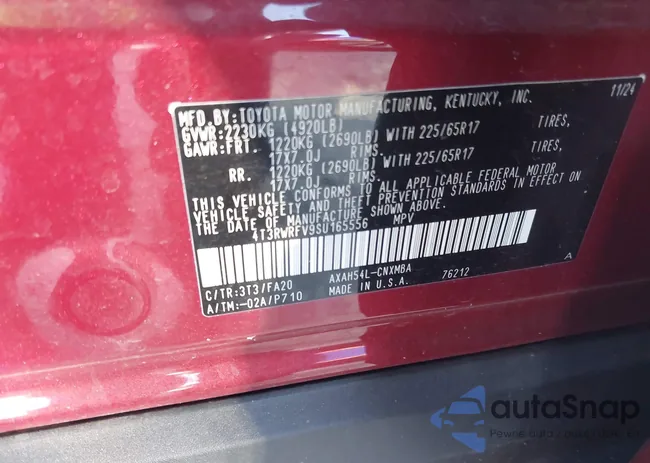 MFD.BY:TOYOTA MOTOR MANUFACTURING, KENTUCKY, INC. 11/24
GVWR:2230KG (4920LB)
GAWR:FRT. 1220KG (2690LB) WITH 225/65R17 TIRES,
17X7.0J RIMS.
RR. 1220KG (2690LB) WITH 225/65R17 TIRES,
17X7.0J RIMS.
THIS VEHICLE CONFORMS TO ALL APPLICABLE FEDERAL MOTOR
VEHICLE SAFETY AND THEFT PREVENTION STANDARDS IN EFFECT ON
THE DATE OF MANUFACTURE SHOWN ABOVE.
4T3RWRFV9SU165556 MPV
C/TR:3T3/FA20 AXAH54L-CNXMBA 76212 A
A/TM:-02A/P710 MADE IN U.S.A.
autaSnap